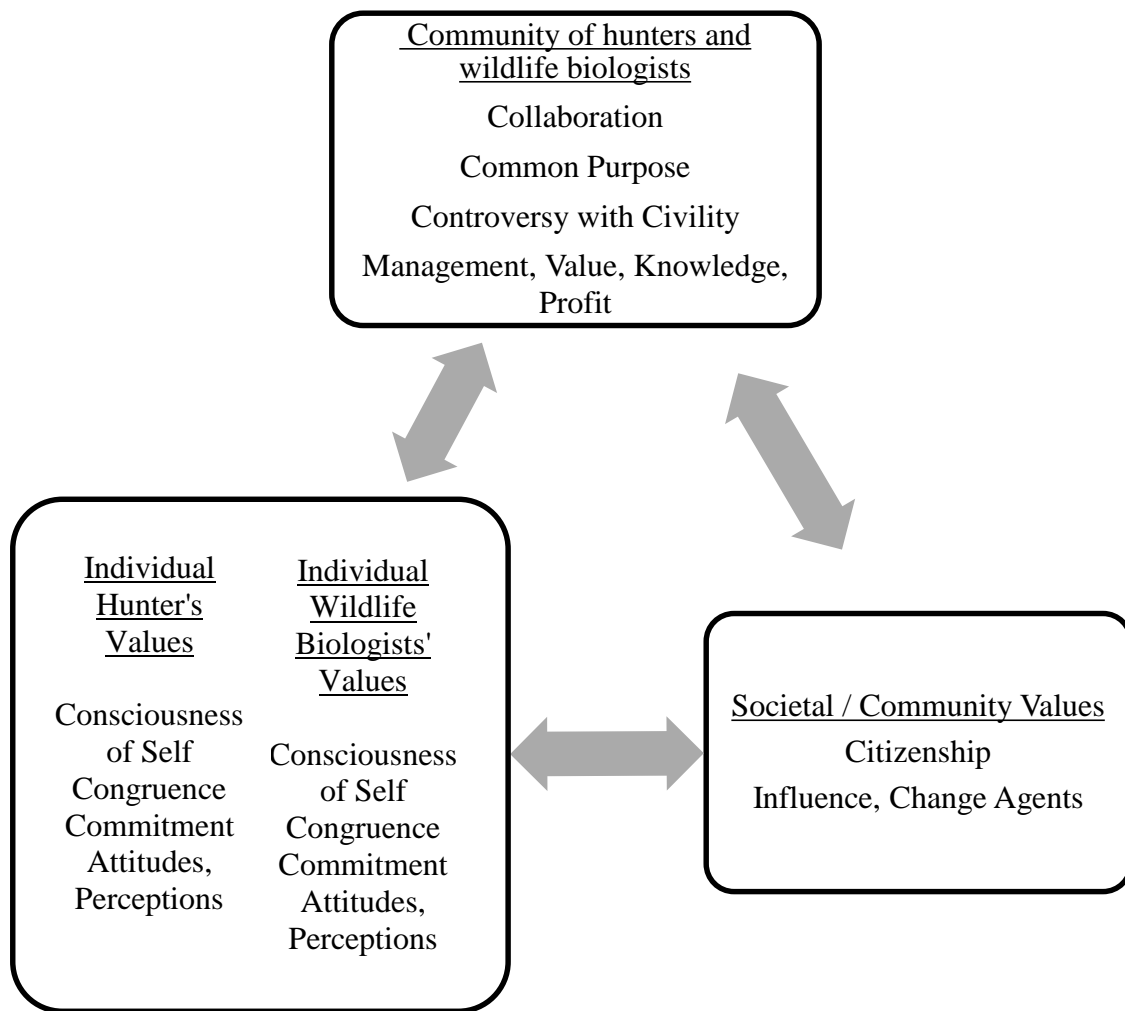 Community of hunters and
wildlife biologists
Collaboration
Common Purpose
Controversy with Civility
Management, Value, Knowledge,
Profit
Individual
Hunter's
Values
Consciousness
of Self
Congruence
Commitment
Attitudes,
Perceptions
Individual
Wildlife
Biologists'
Values
Consciousness
of Self
Congruence
Commitment
Attitudes,
Perceptions
Societal / Community Values
Citizenship
Influence, Change Agents